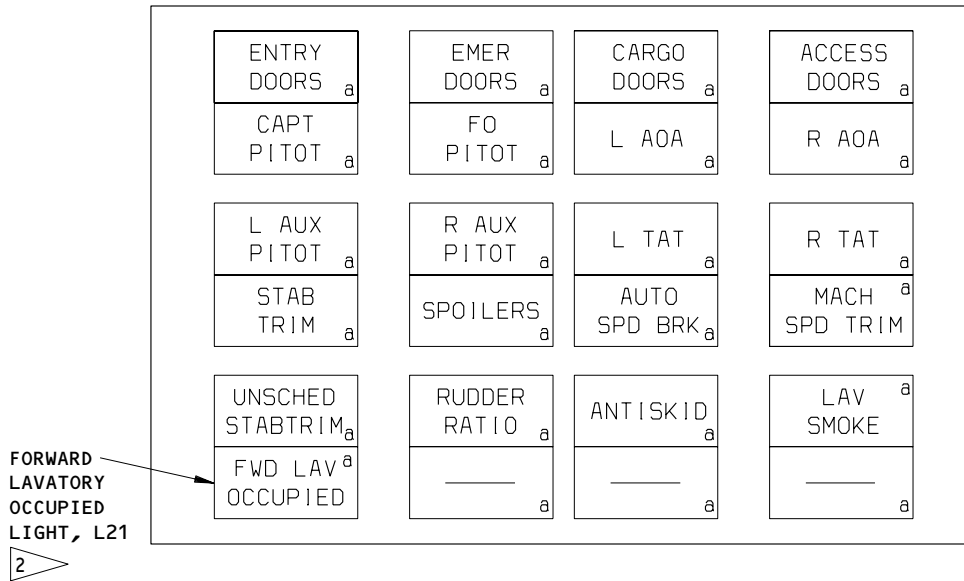 ENTRY
DOORS a
EMER
DOORS a
CARGO
DOORS a
ACCESS
DOORS a
CAPT
PITOT a
FO
PITOT a
L AOA
a
R AOA
a
L AUX
PITOT a
R AUX
PITOT a
L TAT
a
R TAT
a
STAB
TRIM a
SPOILERS
a
AUTO
SPD BRK a
MACH a
SPD TRIM
UNSCHED
STABTRIM a
RUDDER
RATIO a
ANTISKID
a
LAV a
SMOKE
FWD LAV a
OCCUPIED
a
a
a
FORWARD
LAVATORY
OCCUPIED
LIGHT, L21
2